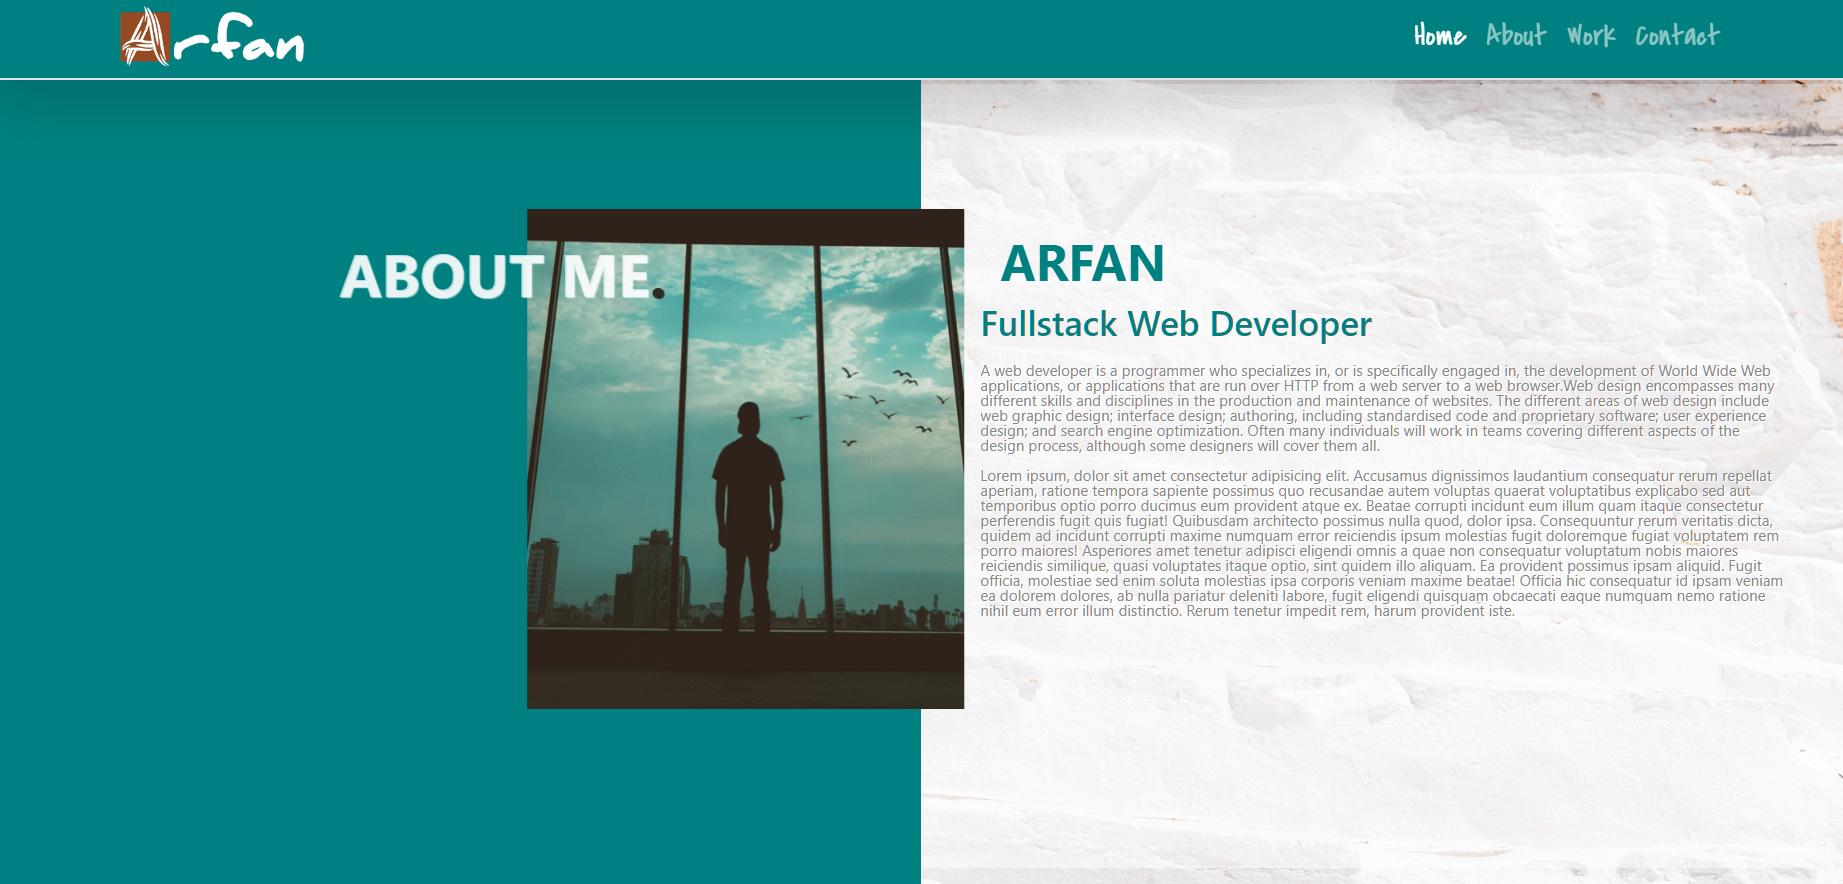 Arfan
Home About Work Contact
ABOUT ME.
ARFAN
Fullstack Web Developer
A web developer is a programmer who specializes in, or is specifically engaged in, the development of World Wide Web
applications, or applications that are run over HTTP from a web server to a web browser.Web design encompasses many
different skills and disciplines in the production and maintenance of websites. The different areas of web design include
web graphic design; interface design; authoring, including standardised code and proprietary software; user experience
design; and search engine optimization. Often many individuals will work in teams covering different aspects of the
design process, although some designers will cover them all.
Lorem ipsum, dolor sit amet consectetur adipisicing elit. Accusamus dignissimos laudantium consequatur rerum repellat
aperiam, ratione tempora sapiente possimus quo recusandae autem voluptas quaerat voluptatibus explicabo sed aut
temporibus optio porro ducimus eum provident atque ex. Beatae corrupti incidunt eum illum quam itaque consectetur
perferendis fugit quis fugiat! Quibusdam architecto possimus nulla quod, dolor ipsa. Consequuntur rerum veritatis dicta,
quidem ad incidunt corrupti maxime numquam error reiciendis ipsum molestias fugit doloremque fugiat voluptatem rem
porro maiores! Asperiores amet tenetur adipisci eligendi omnis a quae non consequatur voluptatum nobis maiores
reiciendis similique, quasi voluptates itaque optio, sint quidem illo aliquam. Ea provident possimus ipsam aliquid. Fugit
officia, molestiae sed enim soluta molestias ipsa corporis veniam maxime beatae! Officia hic consequatur id ipsam veniam
ea dolorem dolores, ab nulla pariatur deleniti labore, fugit eligendi quisquam obcaecati eaque numquam nemo ratione
nihil eum error illum distinctio. Rerum tenetur impedit rem, harum provident iste.